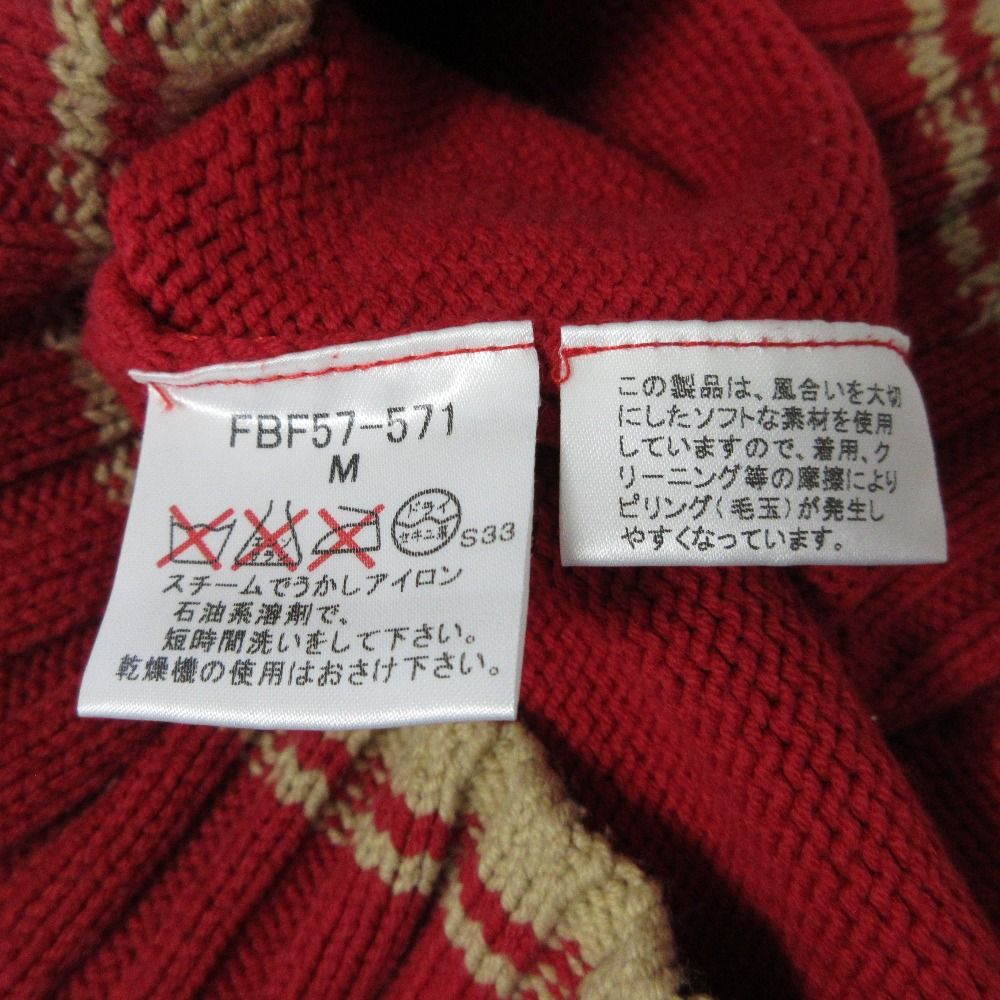 FBF57-571
M
エンソ
サラシ
ドライ
セキユ系
S33
スチームでうかしアイロン
石油系溶剤で、
短時間洗いをして下さい。
乾燥機の使用はおさけ下さい。
この製品は、風合いを大切
にしたソフトな素材を使用
していますので、着用、ク
リーニング等の摩擦により
ピリング(毛玉)が発生し
やすくなっています。